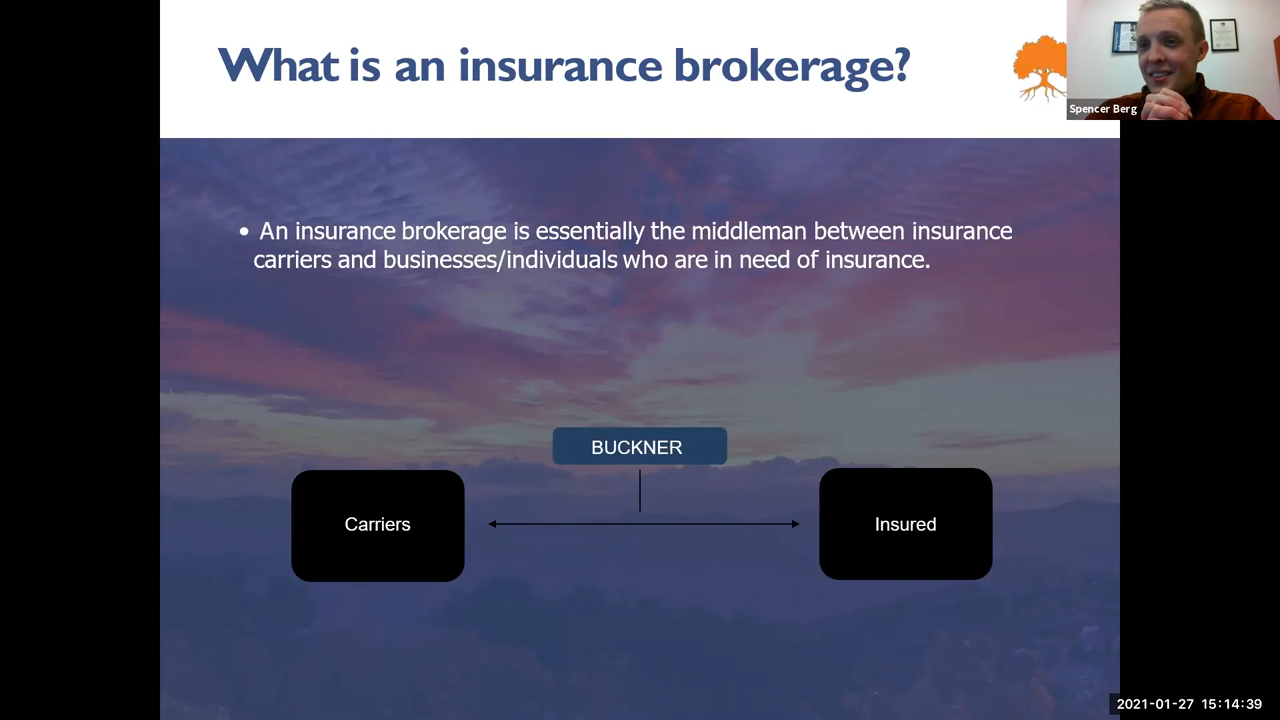 What is an insurance brokerage?
Spencer Berg
• An insurance brokerage is essentially the middleman between insurance
carriers and businesses/individuals who are in need of insurance.
BUCKNER
Carriers
Insured
2021-01-27 15:14:39